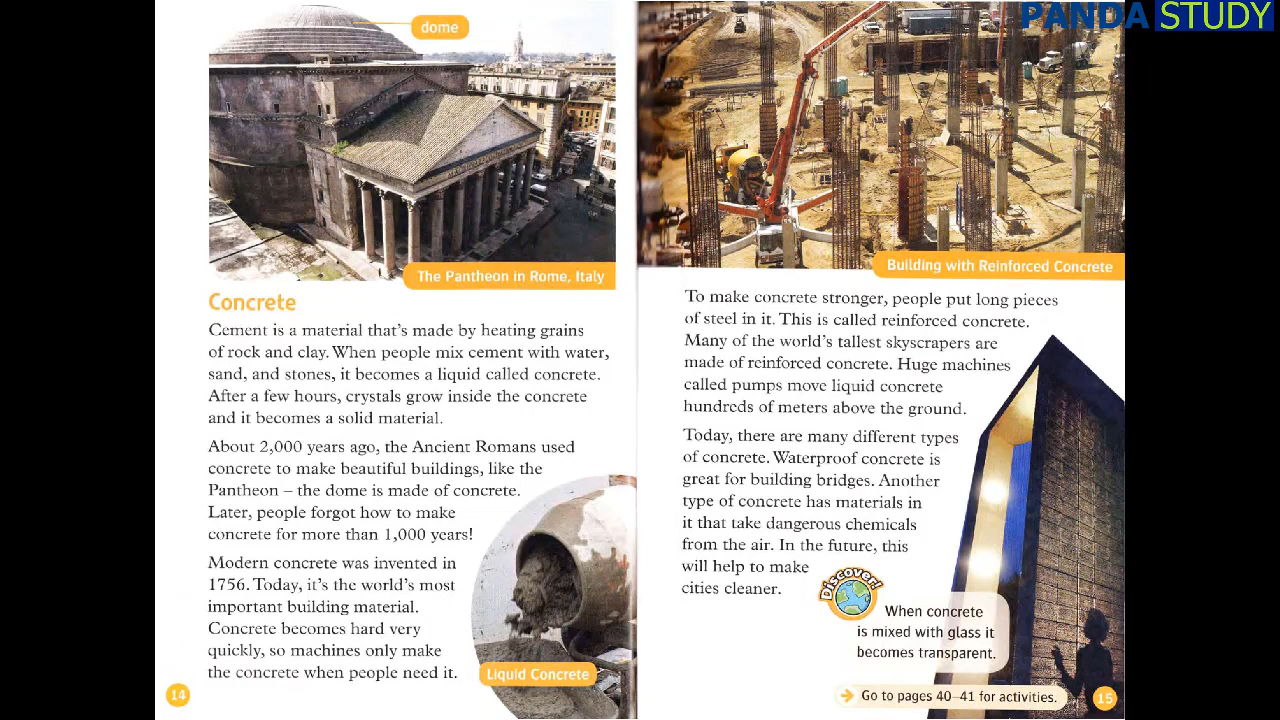 PANDA STUDY
dome
The Pantheon in Rome, Italy
Concrete
Cement is a material that's made by heating grains
of rock and clay. When people mix cement with water,
sand, and stones, it becomes a liquid called concrete.
After a few hours, crystals grow inside the concrete
and it becomes a solid material.
About 2,000 years ago, the Ancient Romans used
concrete to make beautiful buildings, like the
Pantheon – the dome is made of concrete.
Later, people forgot how to make
concrete for more than 1,000 years!
Modern concrete was invented in
1756. Today, it's the world's most
important building material.
Concrete becomes hard very
quickly, so machines only make
the concrete when people need it.
Liquid Concrete
14
Building with Reinforced Concrete
To make concrete stronger, people put long pieces
of steel in it. This is called reinforced concrete.
Many of the world's tallest skyscrapers are
made of reinforced concrete. Huge machines
called pumps move liquid concrete
hundreds of meters above the ground.
Today, there are many different types
of concrete. Waterproof concrete is
great for building bridges. Another
type of concrete has materials in
it that take dangerous chemicals
from the air. In the future, this
will help to make
cities cleaner.
Discover!
When concrete
is mixed with glass it
becomes transparent.
Go to pages 40–41 for activities.
15